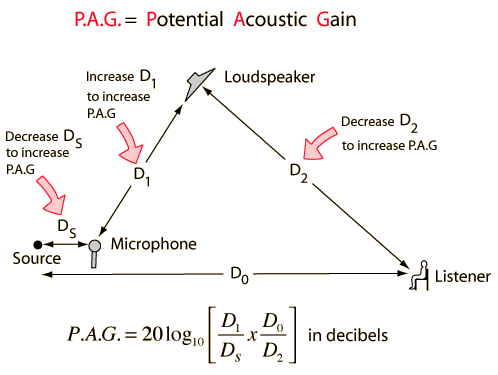 P.A.G. = Potential Acoustic Gain
Increase D1
to increase
P.A.G
Loudspeaker
Decrease D2
to increase P.A.G
Decrease DS
to increase
P.A.G
D1
D2
DS
Microphone
Source
D0
Listener
P.A.G. = 20 log10 [ D1/DS x D0/D2 ] in decibels